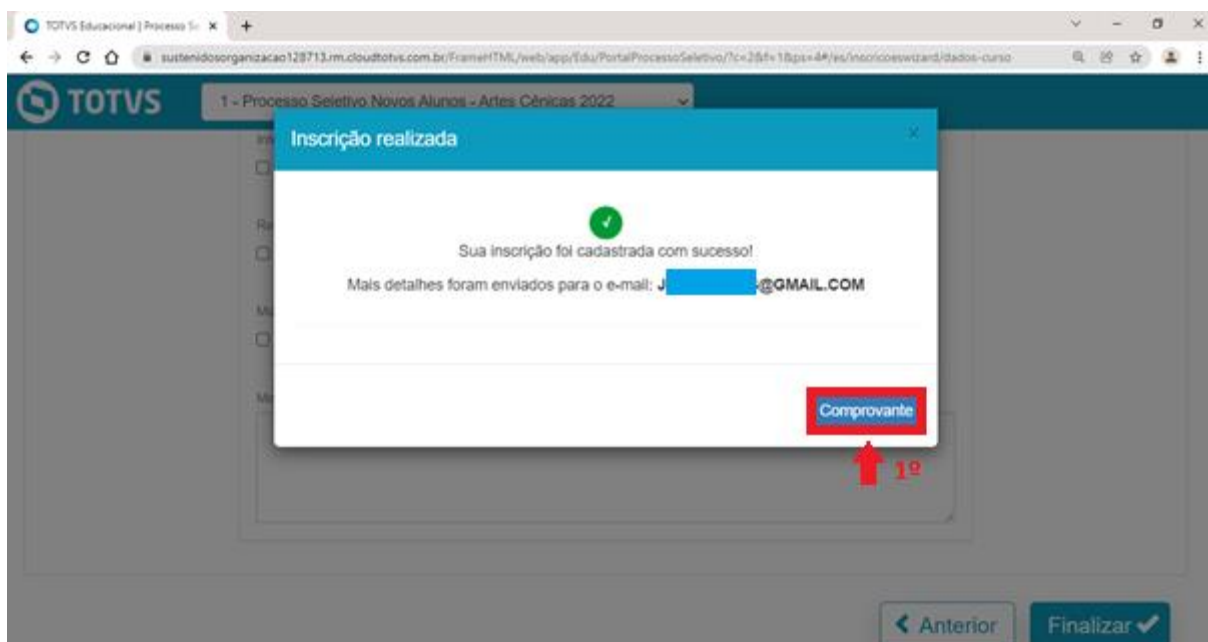 TOTVS Educacional | Processo Se
sustenidosorganizacao128713.rm.cloudtotvs.com.br/FrameHTML/web/app/Edu/PortalProcessoSeletivo/?c=2&f=1&ps=4#/es/inscricoeswizard/dados-curso
TOTVS
1 - Processo Seletivo Novos Alunos - Artes Cênicas 2022
Inscrição realizada
Sua inscrição foi cadastrada com sucesso!
Mais detalhes foram enviados para o e-mail: J @GMAIL.COM
Comprovante
1º
Anterior
Finalizar